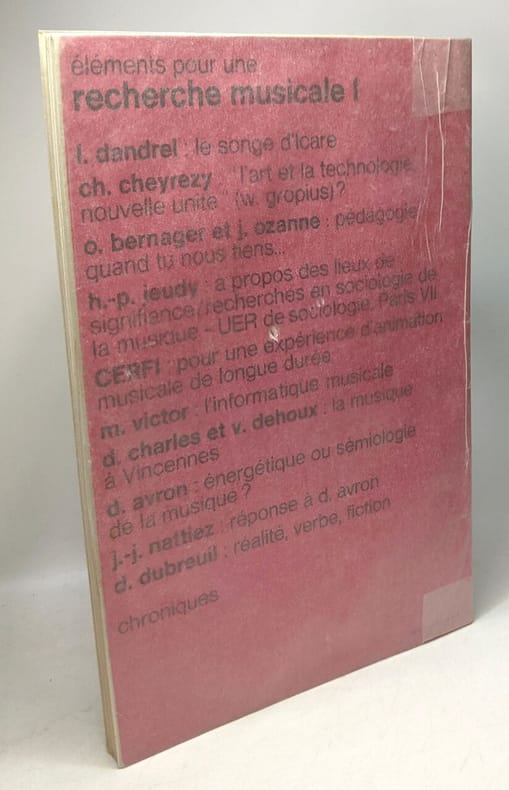 éléments pour une
recherche musicale I
l. dandrel : le songe d'Icare
ch. cheyrezy : "l'art et la technologie,
nouvelle unité" (w. gropius)?
o. bernager et j. ozanne : pédagogie
quand tu nous tiens...
h.-p. jeudy : a propos des lieux de
signifiance/recherches en sociologie de
la musique - UER de sociologie, Paris VII
CERFI : pour une expérience d'animation
musicale de longue durée
m. victor : l'informatique musicale
d. charles et v. dehoux : la musique
à Vincennes
d. avron : énergétique ou sémiologie
de la musique ?
j.-j. nattiez : réponse à d. avron
d. dubreuil : réalité, verbe, fiction
chroniques